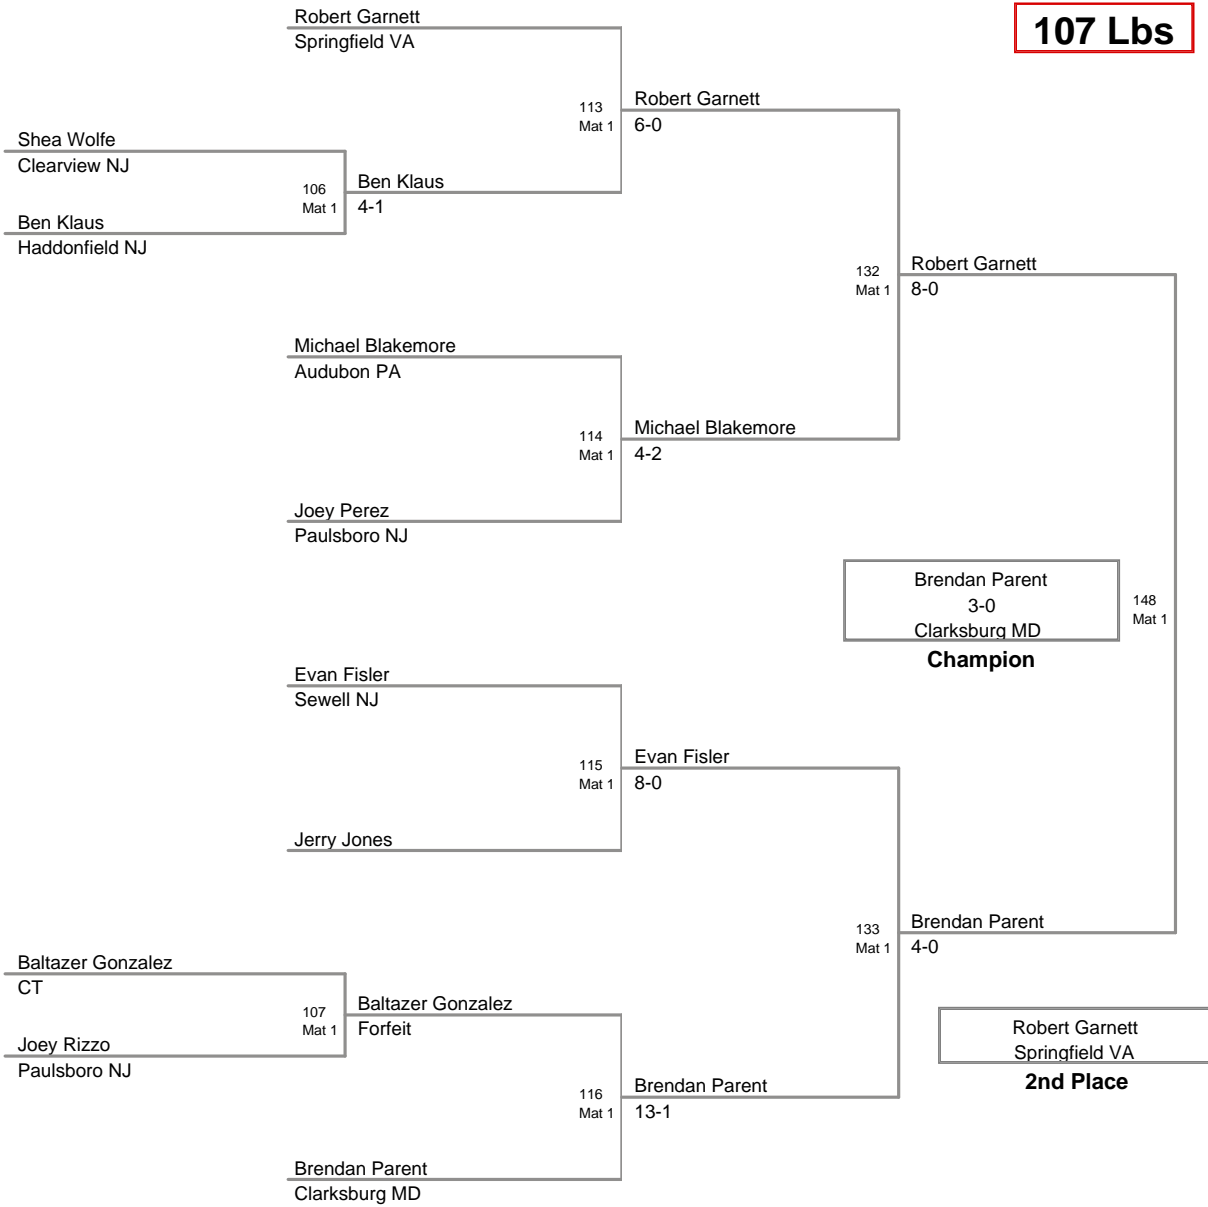 Robert Garnett
Springfield VA
107 Lbs
113
Mat 1
Robert Garnett
6-0
Shea Wolfe
Clearview NJ
106
Mat 1
Ben Klaus
4-1
Ben Klaus
Haddonfield NJ
132
Mat 1
Robert Garnett
8-0
Michael Blakemore
Audubon PA
114
Mat 1
Michael Blakemore
4-2
Joey Perez
Paulsboro NJ
Brendan Parent
3-0
Clarksburg MD
Champion
148
Mat 1
Evan Fisler
Sewell NJ
115
Mat 1
Evan Fisler
8-0
Jerry Jones
133
Mat 1
Brendan Parent
4-0
Baltazer Gonzalez
CT
107
Mat 1
Baltazer Gonzalez
Forfeit
Joey Rizzo
Paulsboro NJ
Robert Garnett
Springfield VA
2nd Place
116
Mat 1
Brendan Parent
13-1
Brendan Parent
Clarksburg MD